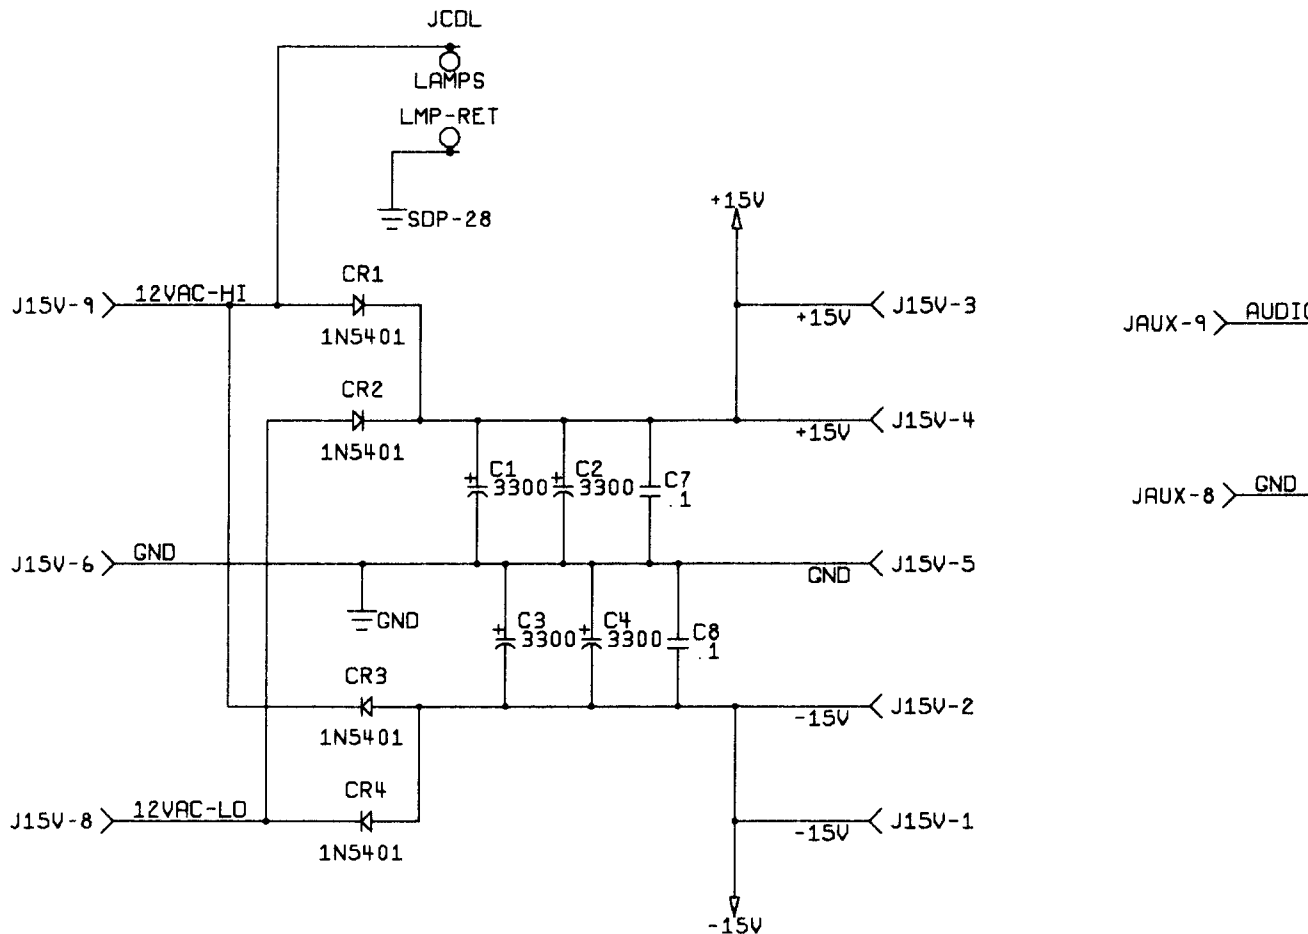 JCDL
LAMPS
LMP-RET
SDP-28
+15V
J15V-9
12VAC-HI
CR1
1N5401
+15V
J15V-3
JAUX-9
AUDIO
CR2
1N5401
+15V
J15V-4
C1
3300
+
C2
3300
+
C7
.1
JAUX-8
GND
J15V-6
GND
GND
J15V-5
GND
C3
3300
+
C4
3300
+
C8
.1
CR3
1N5401
-15V
J15V-2
J15V-8
12VAC-LO
CR4
1N5401
-15V
J15V-1
-15V